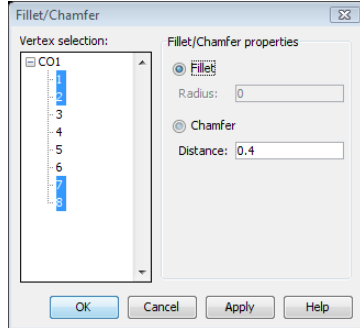 Fillet/Chamfer
Vertex selection:
CO1
1
2
3
4
5
6
7
8
Fillet/Chamfer properties
Fillet
Radius: 0
Chamfer
Distance: 0.4
OK Cancel Apply Help